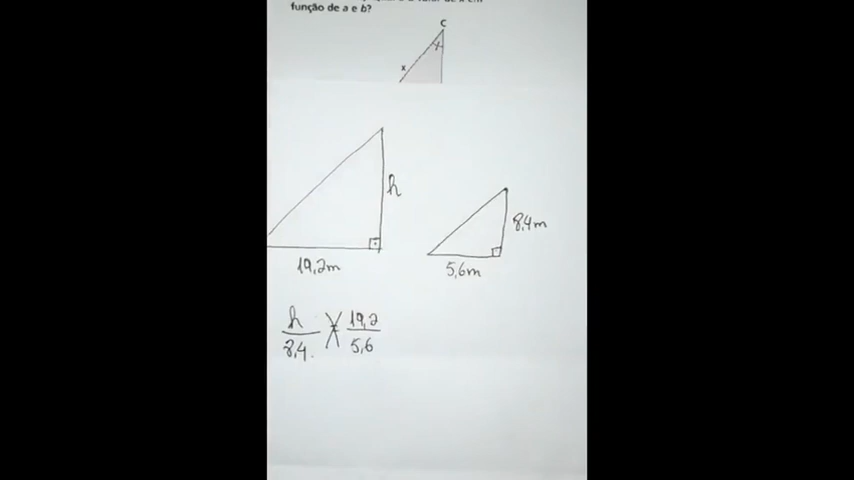 função de a e b?
C
x
h
8,4m
19,2m
5,6m
h 19,2
8,4 5,6